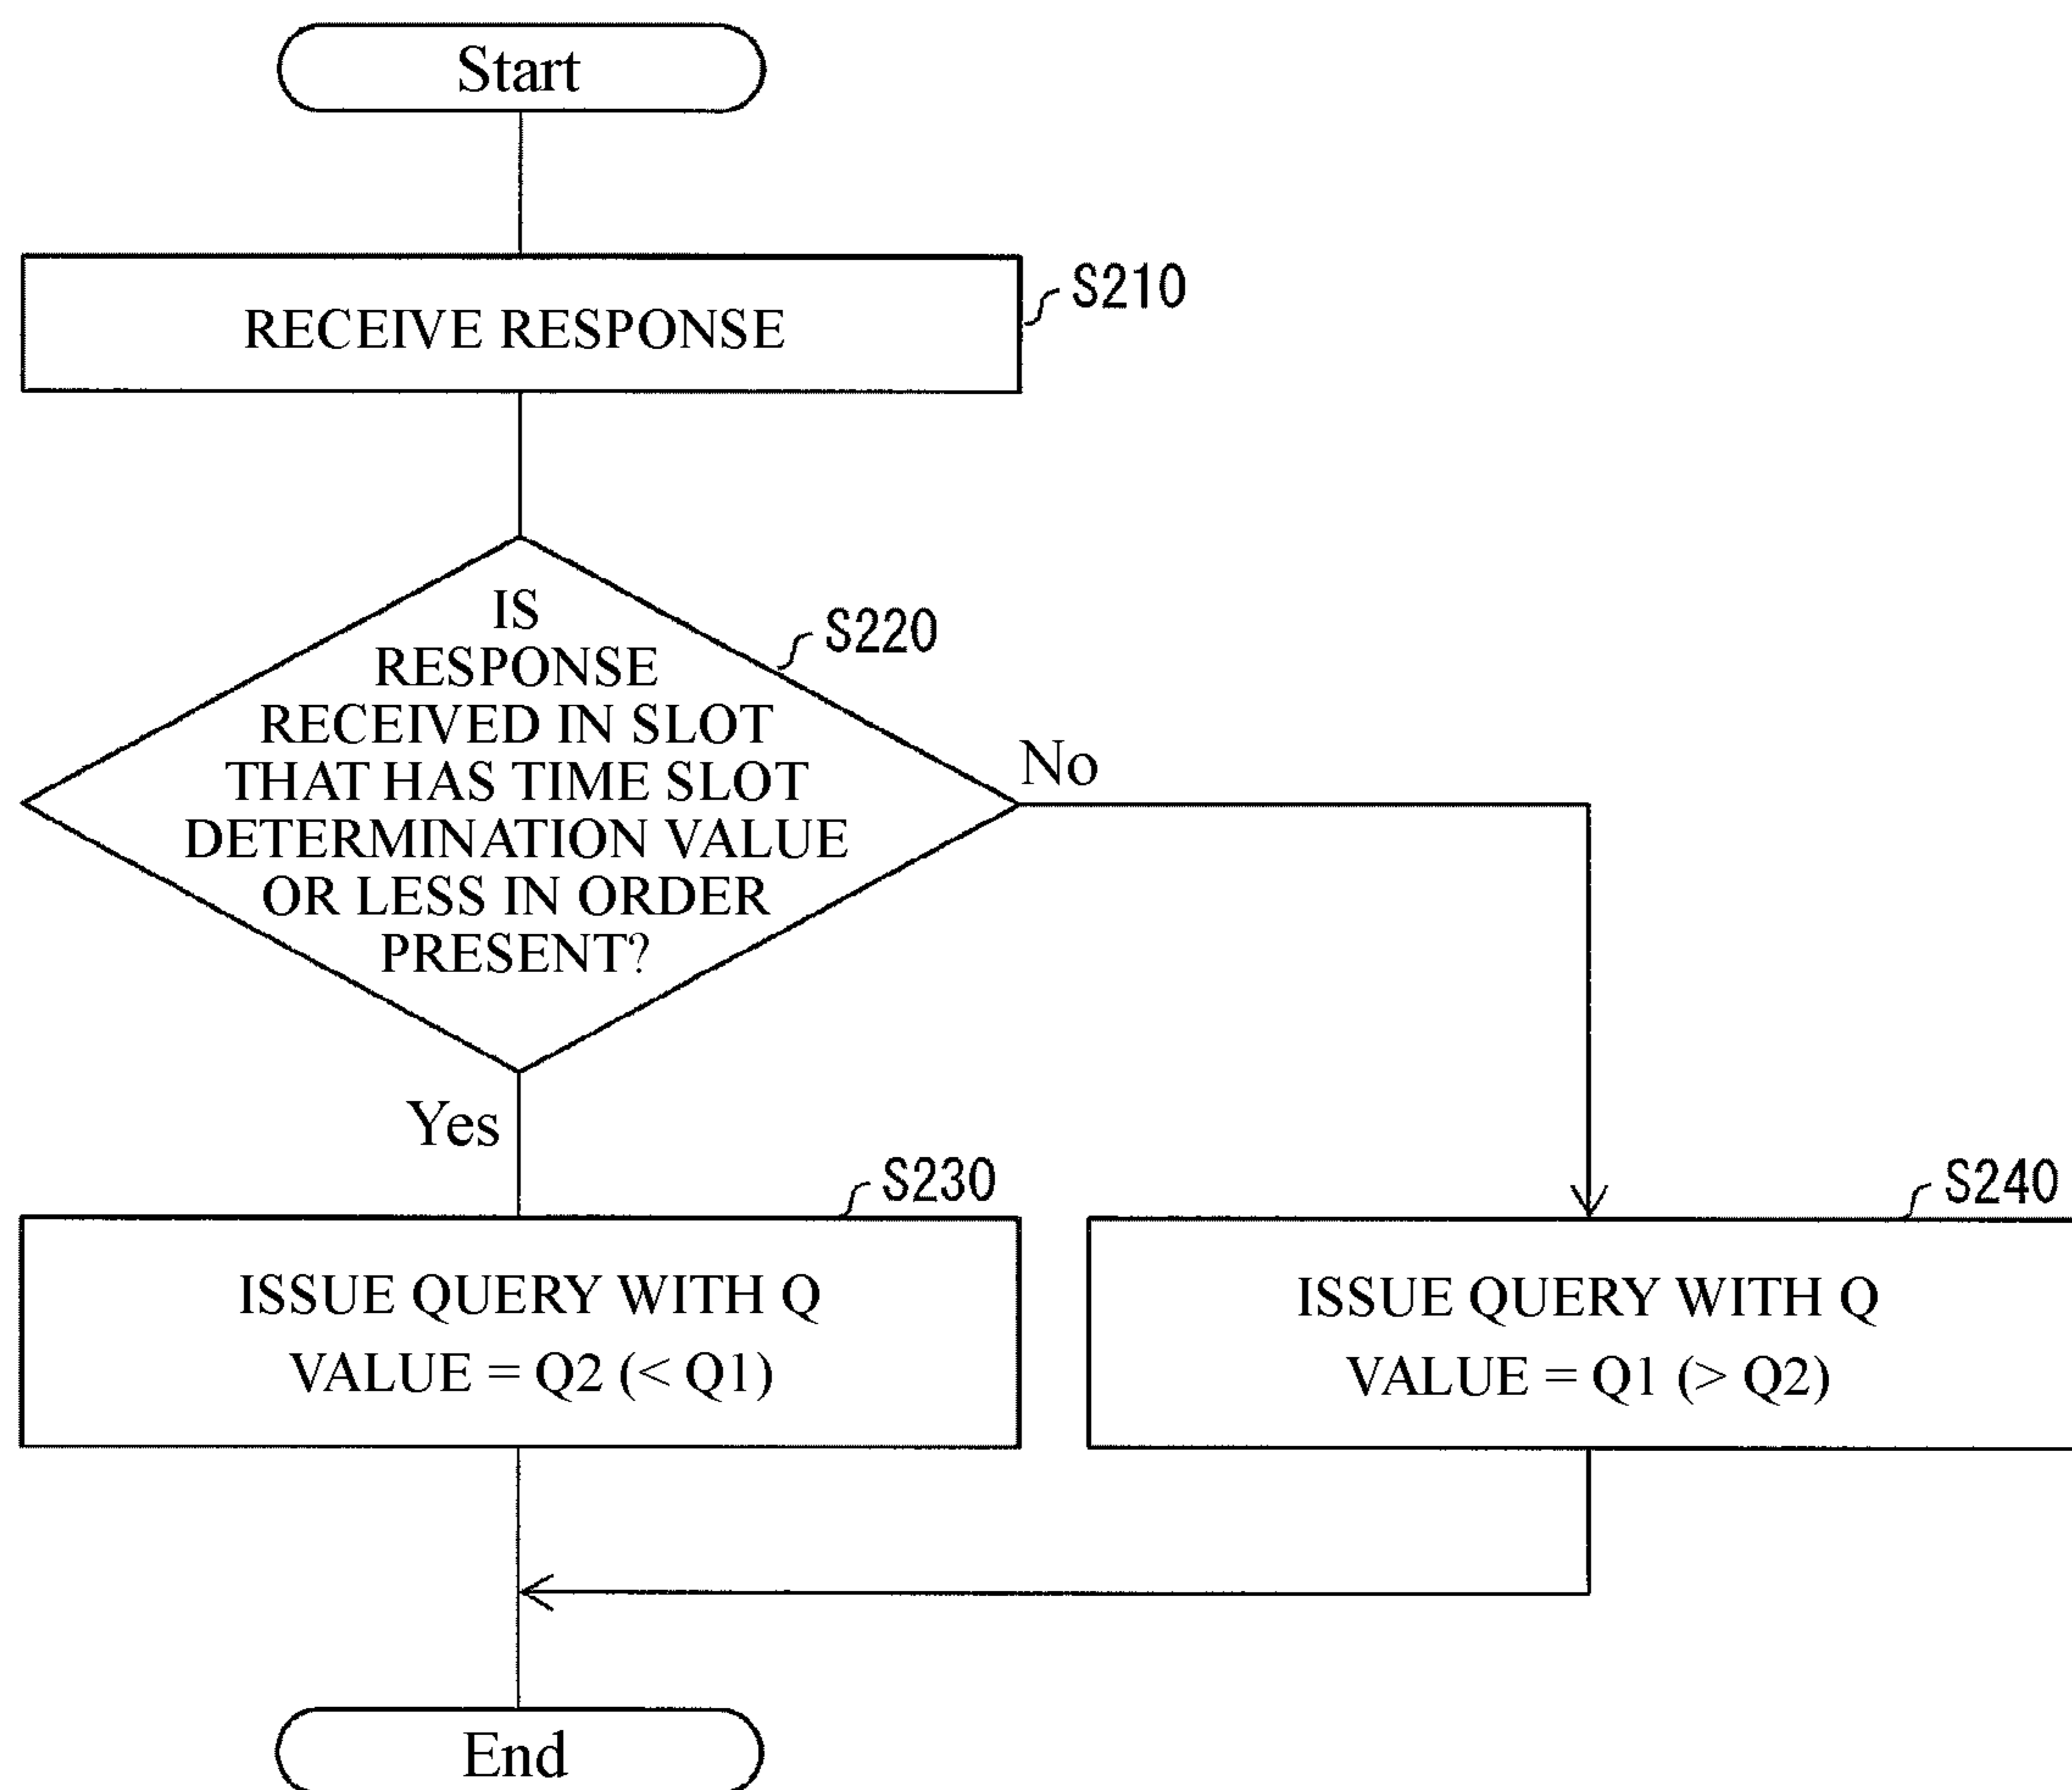 Start
RECEIVE RESPONSE
S210
IS
RESPONSE
RECEIVED IN SLOT
THAT HAS TIME SLOT
DETERMINATION VALUE
OR LESS IN ORDER
PRESENT?
S220
No
Yes
S230
ISSUE QUERY WITH Q
VALUE = Q2 (< Q1)
S240
ISSUE QUERY WITH Q
VALUE = Q1 (> Q2)
End